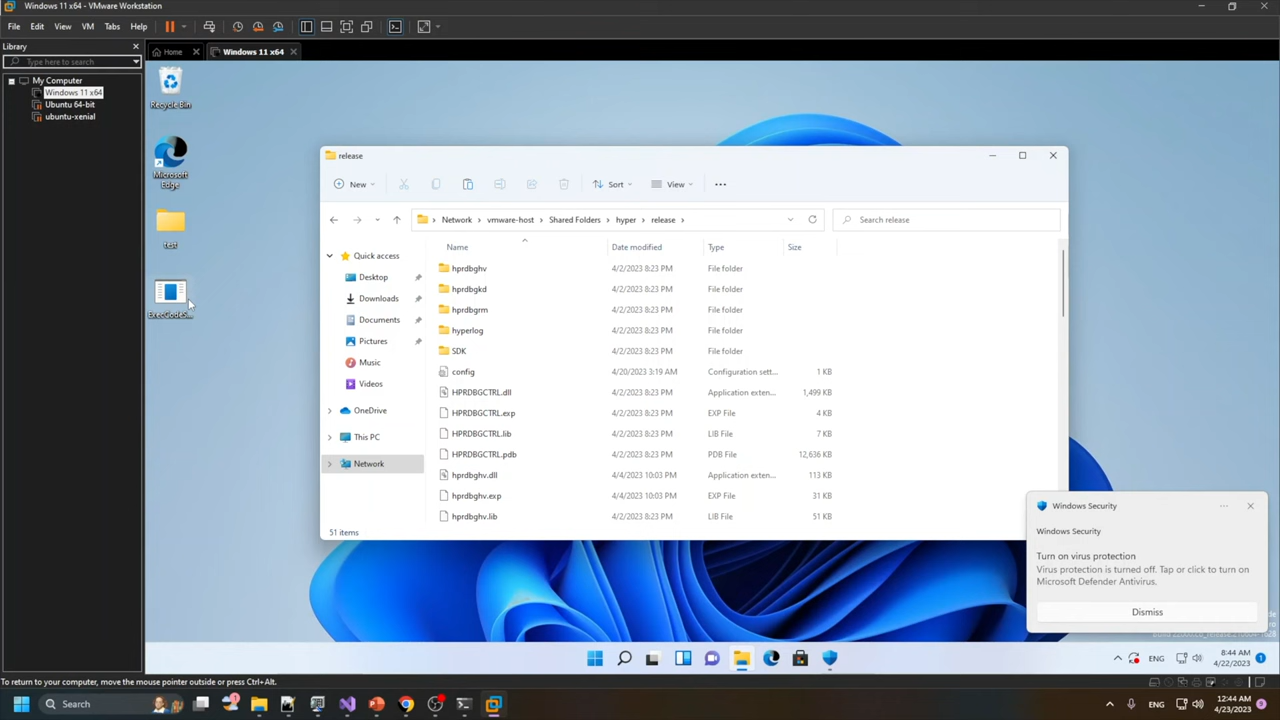 Windows 11 x64 - VMware Workstation
File Edit View VM Tabs Help
Library
Type here to search
My Computer
Windows 11 x64
Ubuntu 64-bit
ubuntu-xenial
Home
Windows 11 x64
Recycle Bin
Microsoft
Edge
test
ExecCodeS...
release
New
Sort
View
Network
vmware-host
Shared Folders
hyper
release
Search release
Name Date modified Type Size
Quick access
Desktop
Downloads
Documents
Pictures
Music
Videos
OneDrive
This PC
Network
hprdbghv 4/2/2023 8:23 PM File folder
hprdbgkd 4/2/2023 8:23 PM File folder
hprdbgrm 4/2/2023 8:23 PM File folder
hyperlog 4/2/2023 8:23 PM File folder
SDK 4/2/2023 8:23 PM File folder
config 4/20/2023 3:19 AM Configuration sett... 1 KB
HPRDBGCTRL.dll 4/2/2023 8:23 PM Application exten... 1,499 KB
HPRDBGCTRL.exp 4/2/2023 8:23 PM EXP File 4 KB
HPRDBGCTRL.lib 4/2/2023 8:23 PM LIB File 7 KB
HPRDBGCTRL.pdb 4/2/2023 8:23 PM PDB File 12,636 KB
hprdbghv.dll 4/4/2023 10:03 PM Application exten... 113 KB
hprdbghv.exp 4/4/2023 10:03 PM EXP File 31 KB
hprdbghv.lib 4/2/2023 8:23 PM LIB File 51 KB
51 items
Windows Security
Windows Security
Turn on virus protection
Virus protection is turned off. Tap or click to turn on
Microsoft Defender Antivirus.
Dismiss
ENG
8:44 AM
4/22/2023
1
To return to your computer, move the mouse pointer outside or press Ctrl+Alt.
Search
ENG
12:44 AM
4/23/2023